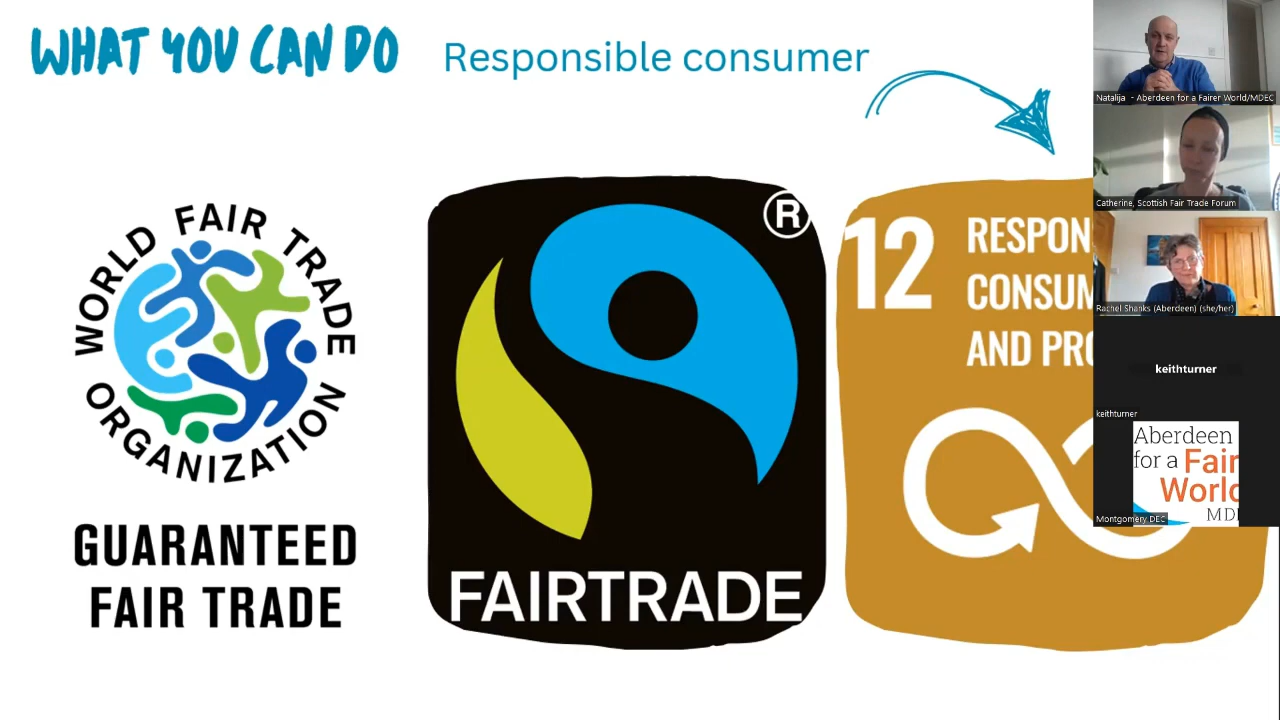 WHAT YOU CAN DO
Responsible consumer
WORLD FAIR TRADE
ORGANIZATION
GUARANTEED
FAIR TRADE
®
FAIRTRADE
12
RESPON
CONSUM
AND PRO
Natalija - Aberdeen for a Fairer World/MDEC
Catherine, Scottish Fair Trade Forum
Rachel Shanks (Aberdeen) (she/her)
keithturner
keithturner
Aberdeen
for a Fair
World
MD
Montgomery DEC